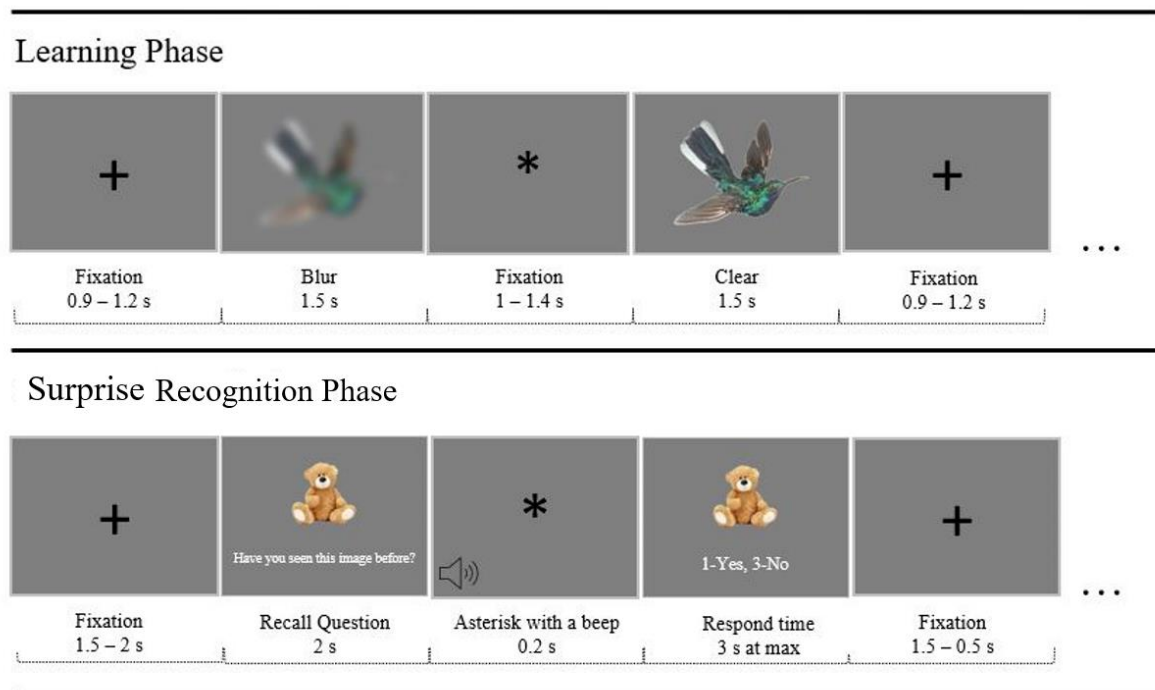 Learning Phase
+
*
+
...
Fixation
0.9 – 1.2 s
Blur
1.5 s
Fixation
1 – 1.4 s
Clear
1.5 s
Fixation
0.9 – 1.2 s
Surprise Recognition Phase
+
Have you seen this image before?
*
1-Yes, 3-No
+
...
Fixation
1.5 – 2 s
Recall Question
2 s
Asterisk with a beep
0.2 s
Respond time
3 s at max
Fixation
1.5 – 0.5 s